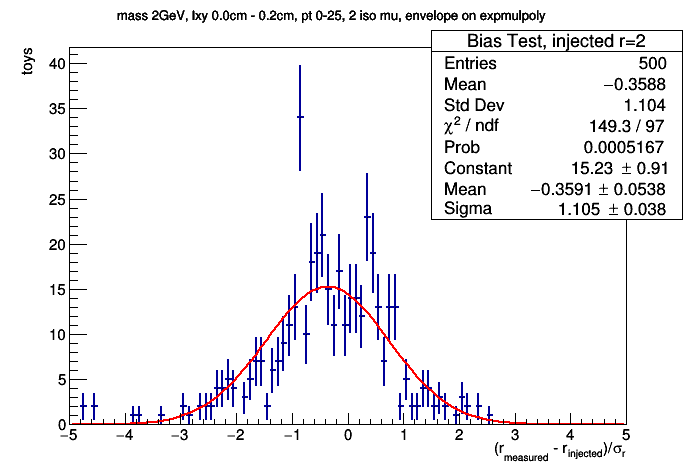 mass 2GeV, lxy 0.0cm - 0.2cm, pt 0-25, 2 iso mu, envelope on expmulpoly
Bias Test, injected r=2
Entries 500
Mean −0.3588
Std Dev 1.104
χ² / ndf 149.3 / 97
Prob 0.0005167
Constant 15.23 ± 0.91
Mean −0.3591 ± 0.0538
Sigma 1.105 ± 0.038
toys
40
35
30
25
20
15
10
5
0
−5 −4 −3 −2 −1 0 1 2 3 4 5
(r_measured - r_injected)/σ_r